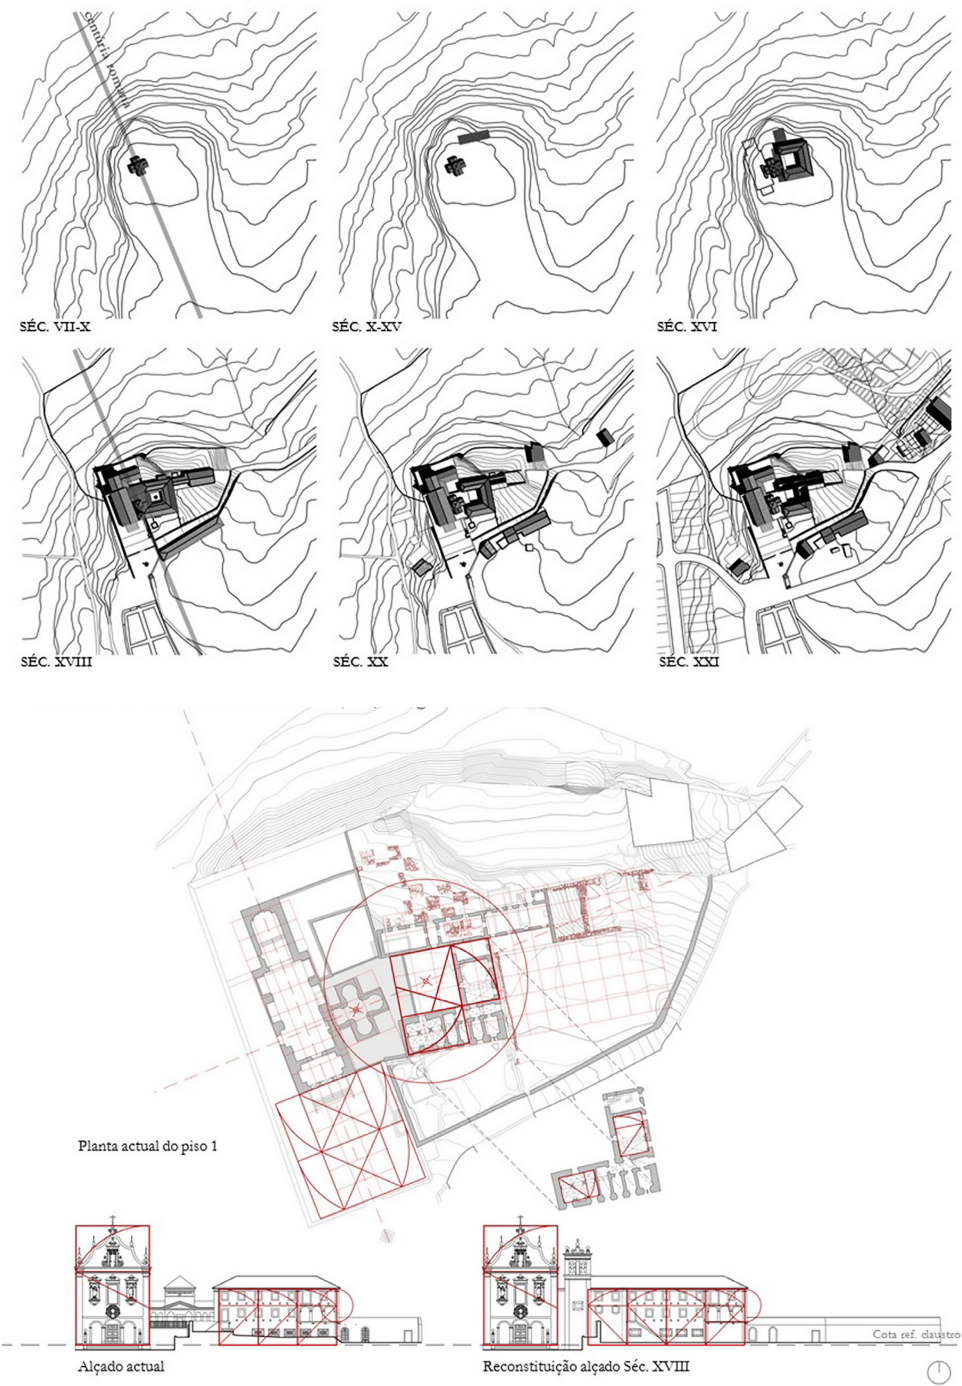 centúria romana
SÉC. VII-X
SÉC. X-XV
SÉC. XVI
SÉC. XVIII
SÉC. XX
SÉC. XXI
Planta actual do piso 1
Cota ref. claustro
Alçado actual
Reconstituição alçado Séc. XVIII